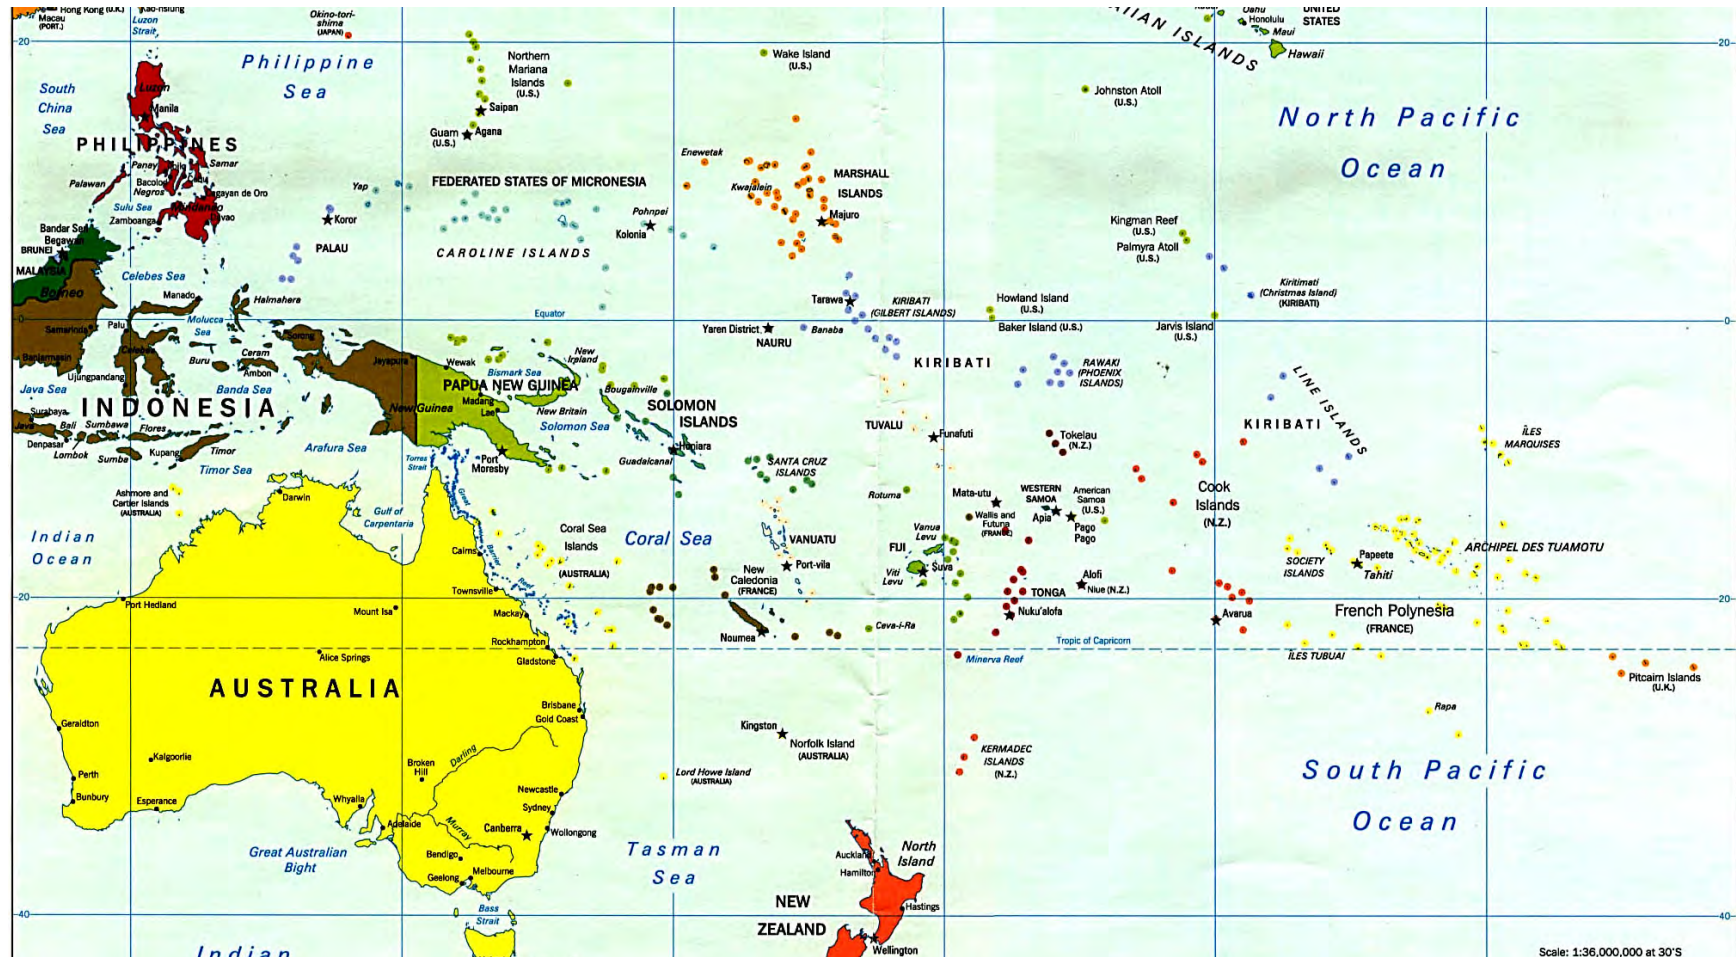 Hong Kong (U.K.)
Macau
(PORT.)
Luzon
Strait
Okino-tori-
shima
(JAPAN)
Oahu
Honolulu
Maui
Hawaii
UNITED
STATES
20
20
Philippine
Sea
Northern
Mariana
Islands
(U.S.)
Saipan
Wake Island
(U.S.)
Johnston Atoll
(U.S.)
North Pacific
Ocean
South
China
Sea
Luzon
Manila
PHILIPPINES
Guam
(U.S.)
Agana
Enewetak
Kwajalein
MARSHALL
ISLANDS
Majuro
Panay
Samar
Bacolod
Negros
Palawan
Sulu Sea
Zamboanga
Mindanao
Davao
Yap
Koror
PALAU
FEDERATED STATES OF MICRONESIA
Pohnpei
Kolonia
CAROLINE ISLANDS
Kingman Reef
(U.S.)
Palmyra Atoll
(U.S.)
Begawan
BRUNEI
MALAYSIA
Borneo
Celebes Sea
Manado
Halmahera
Kiritimati
(Christmas Island)
(KIRIBATI)
Tarawa
KIRIBATI
(GILBERT ISLANDS)
Howland Island
(U.S.)
Baker Island (U.S.)
Jarvis Island
(U.S.)
0
0
Equator
Samarinda
Palu
Molucca
Sea
Sorong
Yaren District
NAURU
Banaba
Banjarmasin
Celebes
Buru
Ceram
Ambon
Jayapura
Wewak
New
Ireland
Bismark Sea
KIRIBATI
RAWAKI
(PHOENIX
ISLANDS)
LINE ISLANDS
Ujungpandang
Java Sea
Banda Sea
PAPUA NEW GUINEA
Madang
Lae
Bougainville
INDONESIA
New Guinea
New Britain
Solomon Sea
SOLOMON
ISLANDS
TUVALU
Funafuti
Tokelau
(N.Z.)
KIRIBATI
ÎLES
MARQUISES
Surabaya
Java
Bali
Sumbawa
Flores
Denpasar
Lombok
Sumba
Kupang
Timor
Timor Sea
Arafura Sea
Torres
Strait
Port
Moresby
Honiara
Guadalcanal
SANTA CRUZ
ISLANDS
Ashmore and
Cartier Islands
(AUSTRALIA)
Darwin
Gulf of
Carpentaria
Great
Barrier
Reef
Rotuma
Mata-utu
Wallis and
Futuna
(FRANCE)
WESTERN
SAMOA
Apia
American
Samoa
(U.S.)
Pago
Pago
Cook
Islands
(N.Z.)
Indian
Ocean
Cairns
Coral Sea
Islands
(AUSTRALIA)
Coral Sea
VANUATU
Port-vila
Vanua
Levu
FIJI
Viti
Levu
Suva
SOCIETY
ISLANDS
Papeete
Tahiti
ARCHIPEL DES TUAMOTU
New
Caledonia
(FRANCE)
Noumea
Alofi
Niue (N.Z.)
TONGA
Nuku'alofa
20
20
Port Hedland
Mount Isa
Townsville
Mackay
Avarua
French Polynesia
(FRANCE)
Ceva-i-Ra
Rockhampton
Gladstone
Tropic of Capricorn
Minerva Reef
ÎLES TUBUAI
Pitcairn Islands
(U.K.)
Alice Springs
AUSTRALIA
Brisbane
Gold Coast
Rapa
Geraldton
Kalgoorlie
Darling
Broken
Hill
Kingston
Norfolk Island
(AUSTRALIA)
KERMADEC
ISLANDS
(N.Z.)
South Pacific
Ocean
Lord Howe Island
(AUSTRALIA)
Perth
Bunbury
Esperance
Whyalla
Adelaide
Newcastle
Sydney
Wollongong
Canberra
Murray
Great Australian
Bight
Bendigo
Geelong
Melbourne
Tasman
Sea
Auckland
Hamilton
North
Island
Hastings
NEW
ZEALAND
Wellington
40
40
Bass
Strait
Indian
Scale: 1:36,000,000 at 30'S